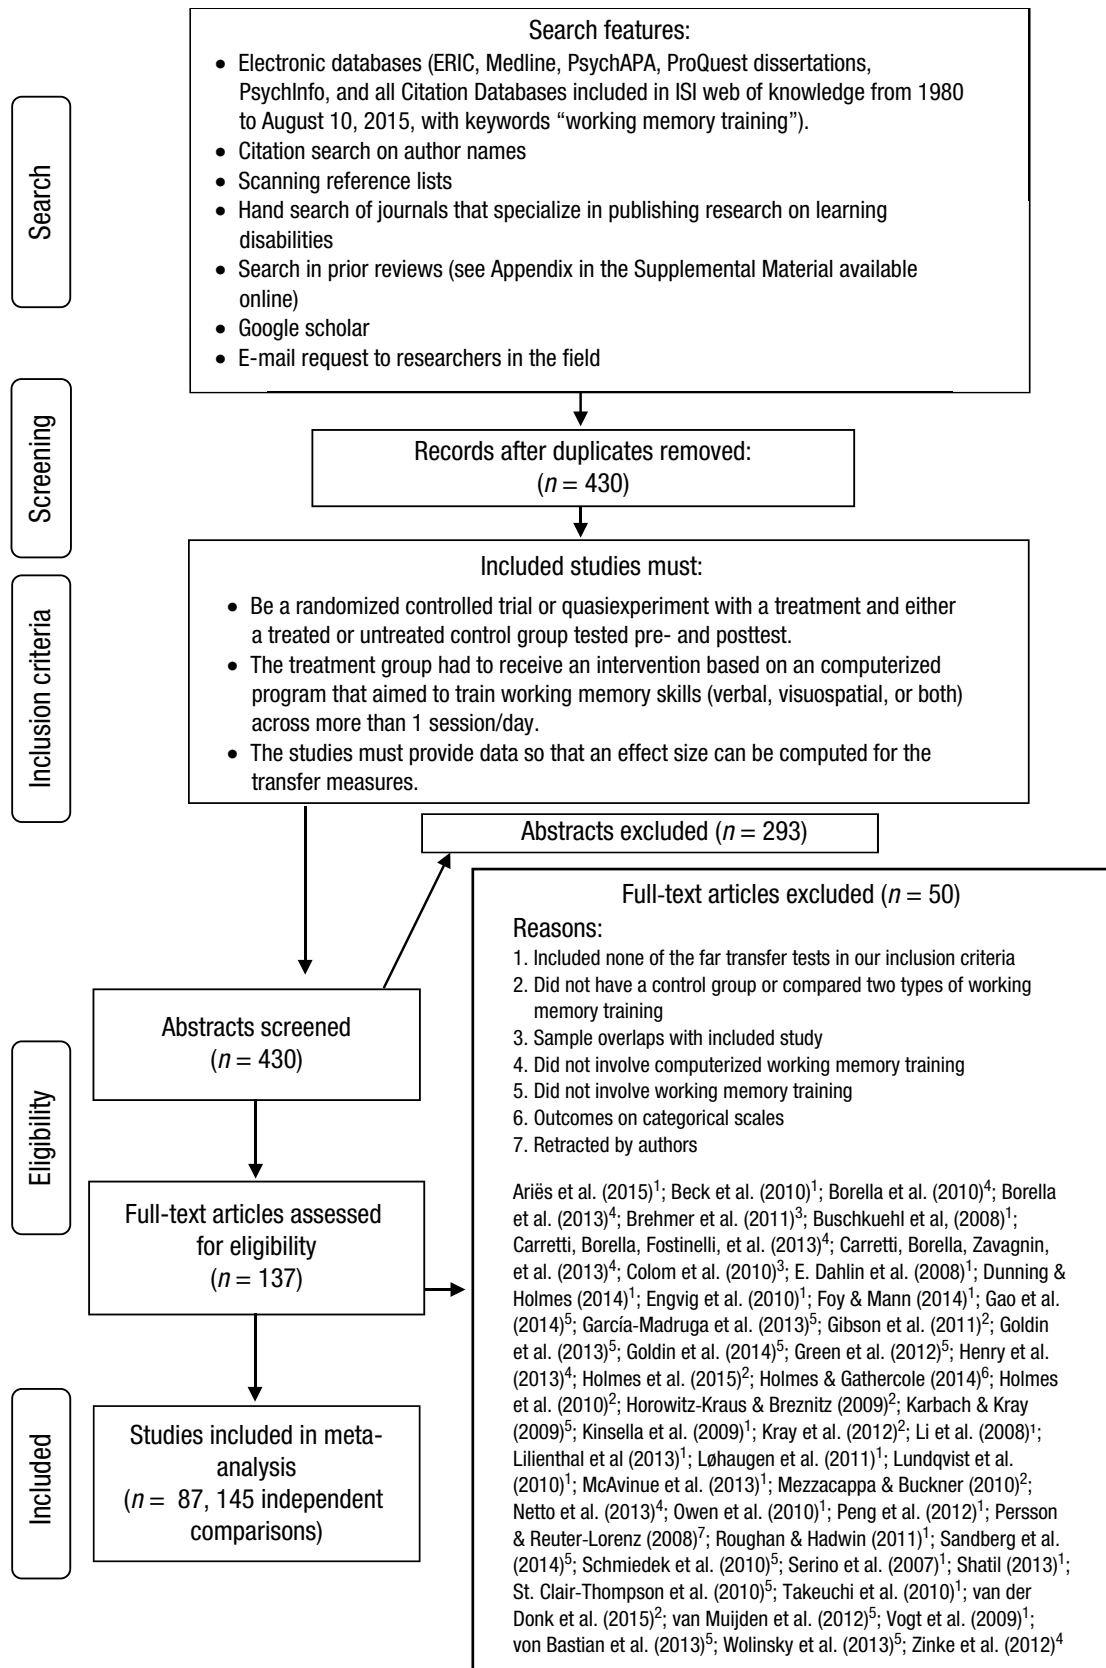 Search
Search features:
• Electronic databases (ERIC, Medline, PsychAPA, ProQuest dissertations,
PsychInfo, and all Citation Databases included in ISI web of knowledge from 1980
to August 10, 2015, with keywords “working memory training”).
• Citation search on author names
• Scanning reference lists
• Hand search of journals that specialize in publishing research on learning
disabilities
• Search in prior reviews (see Appendix in the Supplemental Material available
online)
• Google scholar
• E-mail request to researchers in the field
Screening
Records after duplicates removed:
(n = 430)
Inclusion criteria
Included studies must:
• Be a randomized controlled trial or quasiexperiment with a treatment and either
a treated or untreated control group tested pre- and posttest.
• The treatment group had to receive an intervention based on an computerized
program that aimed to train working memory skills (verbal, visuospatial, or both)
across more than 1 session/day.
• The studies must provide data so that an effect size can be computed for the
transfer measures.
Abstracts excluded (n = 293)
Eligibility
Abstracts screened
(n = 430)
Full-text articles assessed
for eligibility
(n = 137)
Full-text articles excluded (n = 50)
Reasons:
1. Included none of the far transfer tests in our inclusion criteria
2. Did not have a control group or compared two types of working
memory training
3. Sample overlaps with included study
4. Did not involve computerized working memory training
5. Did not involve working memory training
6. Outcomes on categorical scales
7. Retracted by authors
Ariës et al. (2015)¹; Beck et al. (2010)¹; Borella et al. (2010)⁴; Borella
et al. (2013)⁴; Brehmer et al. (2011)³; Buschkuehl et al, (2008)¹;
Carretti, Borella, Fostinelli, et al. (2013)⁴; Carretti, Borella, Zavagnin,
et al. (2013)⁴; Colom et al. (2010)³; E. Dahlin et al. (2008)¹; Dunning &
Holmes (2014)¹; Engvig et al. (2010)¹; Foy & Mann (2014)¹; Gao et al.
(2014)⁵; García-Madruga et al. (2013)⁵; Gibson et al. (2011)²; Goldin
et al. (2013)⁵; Goldin et al. (2014)⁵; Green et al. (2012)⁵; Henry et al.
(2013)⁴; Holmes et al. (2015)²; Holmes & Gathercole (2014)⁶; Holmes
et al. (2010)²; Horowitz-Kraus & Breznitz (2009)²; Karbach & Kray
(2009)⁵; Kinsella et al. (2009)¹; Kray et al. (2012)²; Li et al. (2008)¹;
Lilienthal et al (2013)¹; Løhaugen et al. (2011)¹; Lundqvist et al.
(2010)¹; McAvinue et al. (2013)¹; Mezzacappa & Buckner (2010)²;
Netto et al. (2013)⁴; Owen et al. (2010)¹; Peng et al. (2012)¹; Persson
& Reuter-Lorenz (2008)⁷; Roughan & Hadwin (2011)¹; Sandberg et al.
(2014)⁵; Schmiedek et al. (2010)⁵; Serino et al. (2007)¹; Shatil (2013)¹;
St. Clair-Thompson et al. (2010)⁵; Takeuchi et al. (2010)¹; van der
Donk et al. (2015)²; van Muijden et al. (2012)⁵; Vogt et al. (2009)¹;
von Bastian et al. (2013)⁵; Wolinsky et al. (2013)⁵; Zinke et al. (2012)⁴
Included
Studies included in meta-
analysis
(n = 87, 145 independent
comparisons)